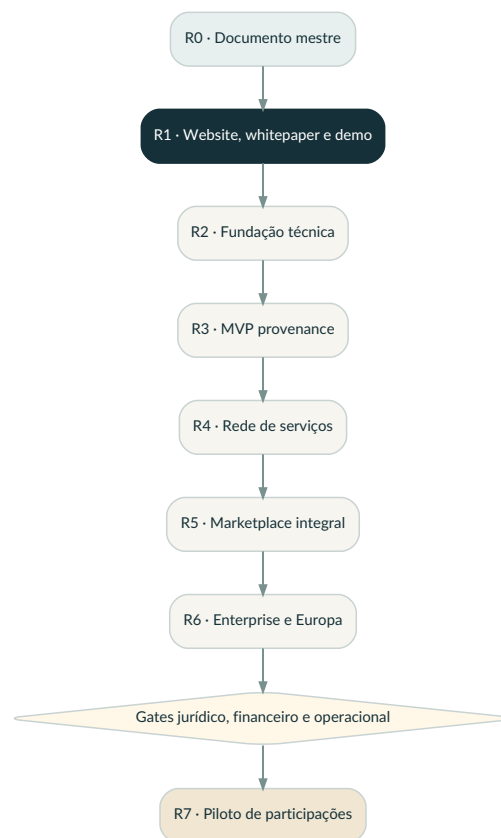 R0 · Documento mestre
R1 · Website, whitepaper e demo
R2 · Fundação técnica
R3 · MVP provenance
R4 · Rede de serviços
R5 · Marketplace integral
R6 · Enterprise e Europa
Gates jurídico, financeiro e operacional
R7 · Piloto de participações